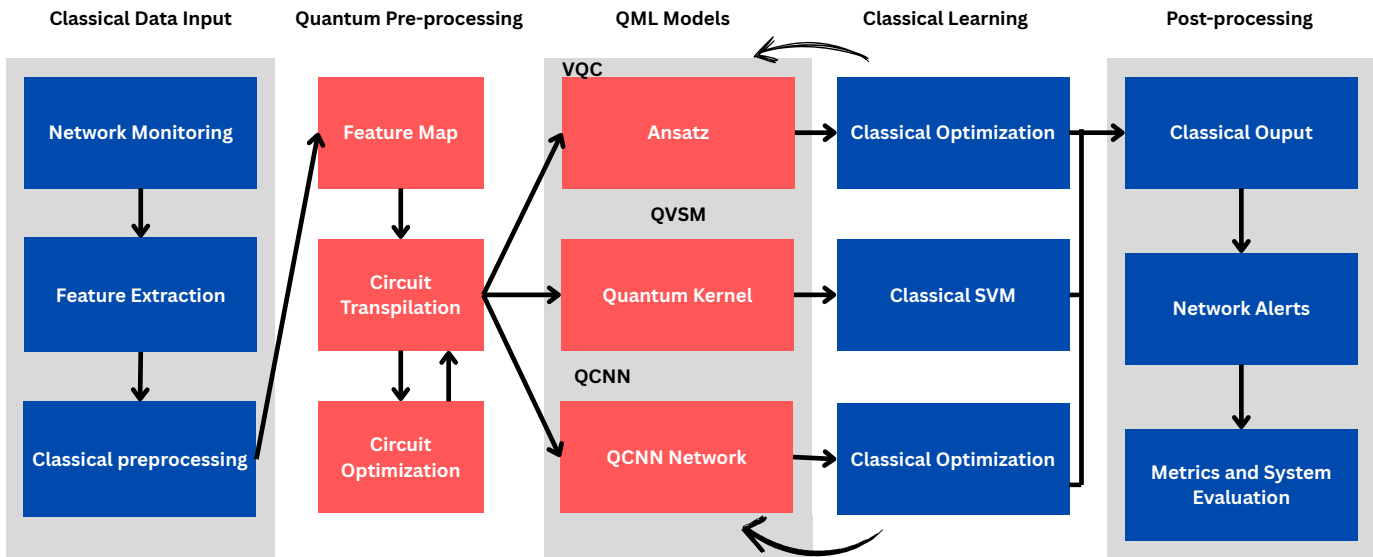 Classical Data Input
Quantum Pre-processing
QML Models
Classical Learning
Post-processing
Network Monitoring
Feature Extraction
Classical preprocessing
Feature Map
Circuit
Transpilation
Circuit
Optimization
VQC
Ansatz
QVSM
Quantum Kernel
QCNN
QCNN Network
Classical Optimization
Classical SVM
Classical Optimization
Classical Ouput
Network Alerts
Metrics and System
Evaluation